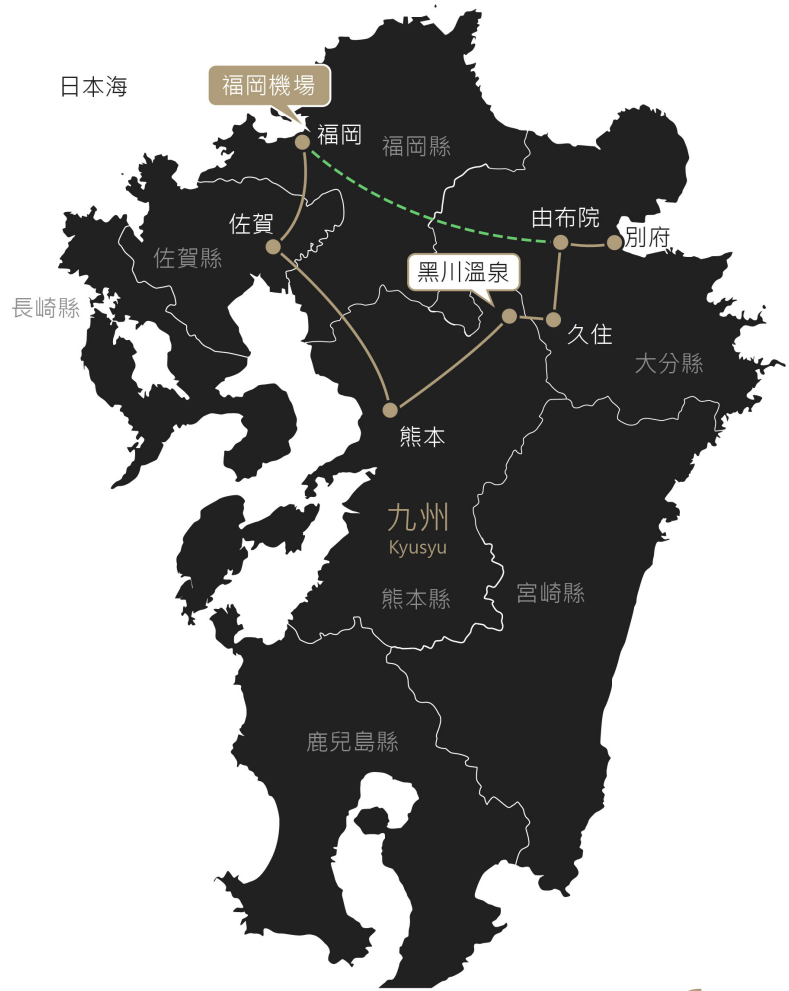 日本海
福岡機場
福岡
福岡縣
佐賀
佐賀縣
由布院
別府
黑川溫泉
長崎縣
久住
大分縣
熊本
九州
Kyusyu
熊本縣
宮崎縣
鹿兒島縣